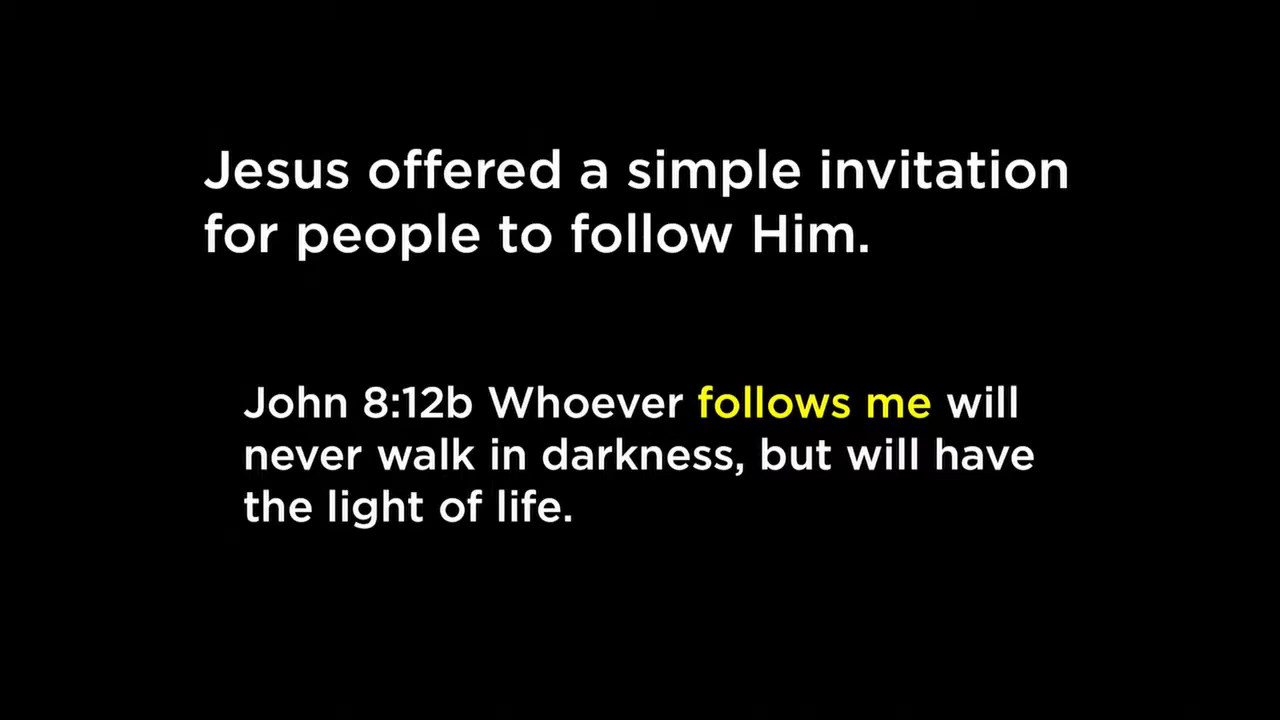 Jesus offered a simple invitation
for people to follow Him.
John 8:12b Whoever follows me will
never walk in darkness, but will have
the light of life.